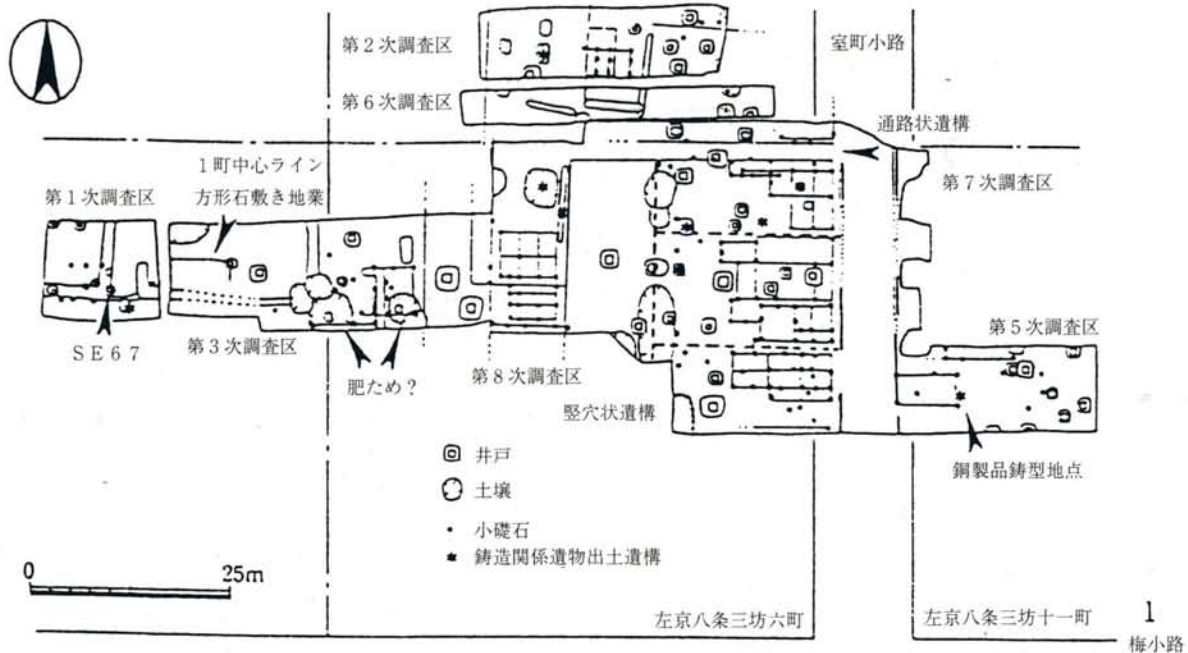 第2次調査区
室町小路
第6次調査区
通路状遺構
1町中心ライン
方形石敷き地業
第1次調査区
第7次調査区
SE67
第3次調査区
肥ため?
第8次調査区
竪穴状遺構
第5次調査区
銅製品鋳型地点
井戸
土壌
小礎石
鋳造関係遺物出土遺構
0 25m
左京八条三坊六町
左京八条三坊十一町
1
梅小路